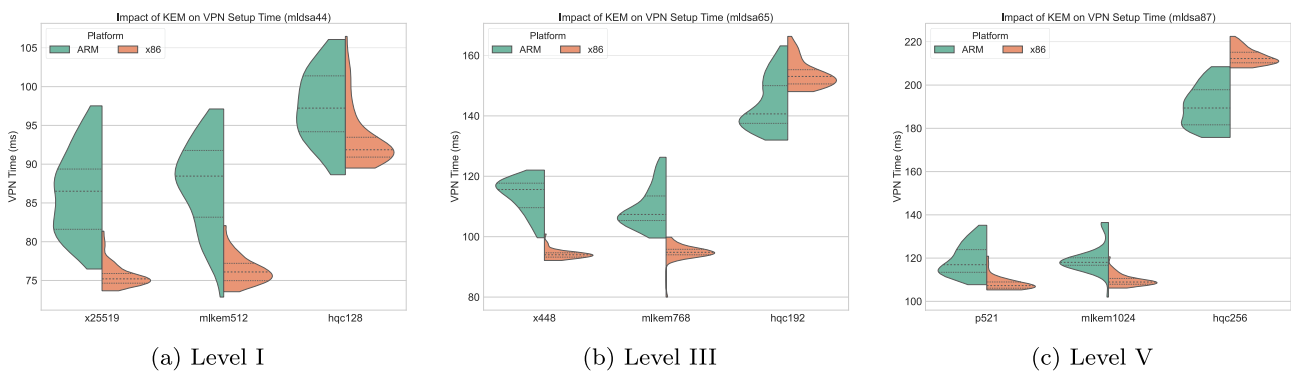 Impact of KEM on VPN Setup Time (mldsa44)
Platform
ARM x86
VPN Time (ms)
105
100
95
90
85
80
75
x25519 mlkem512 hqc128
(a) Level I
Impact of KEM on VPN Setup Time (mldsa65)
Platform
ARM x86
VPN Time (ms)
160
140
120
100
80
x448 mlkem768 hqc192
(b) Level III
Impact of KEM on VPN Setup Time (mldsa87)
Platform
ARM x86
VPN Time (ms)
220
200
180
160
140
120
100
p521 mlkem1024 hqc256
(c) Level V